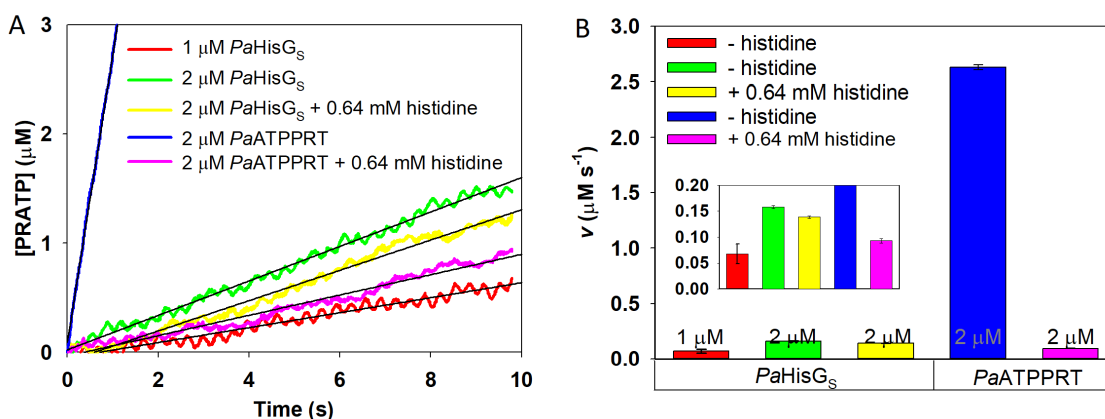 A
[PRATP] (μM)
3
2
1
0
1 μM PaHisGS
2 μM PaHisGS
2 μM PaHisGS + 0.64 mM histidine
2 μM PaATPPRT
2 μM PaATPPRT + 0.64 mM histidine
0 2 4 6 8 10
Time (s)
B
v (μM s-1)
3.0
2.5
2.0
1.5
1.0
0.5
0.0
- histidine
- histidine
+ 0.64 mM histidine
- histidine
+ 0.64 mM histidine
0.20
0.15
0.10
0.05
0.00
1 μM 2 μM 2 μM 2 μM 2 μM
PaHisGS PaATPPRT